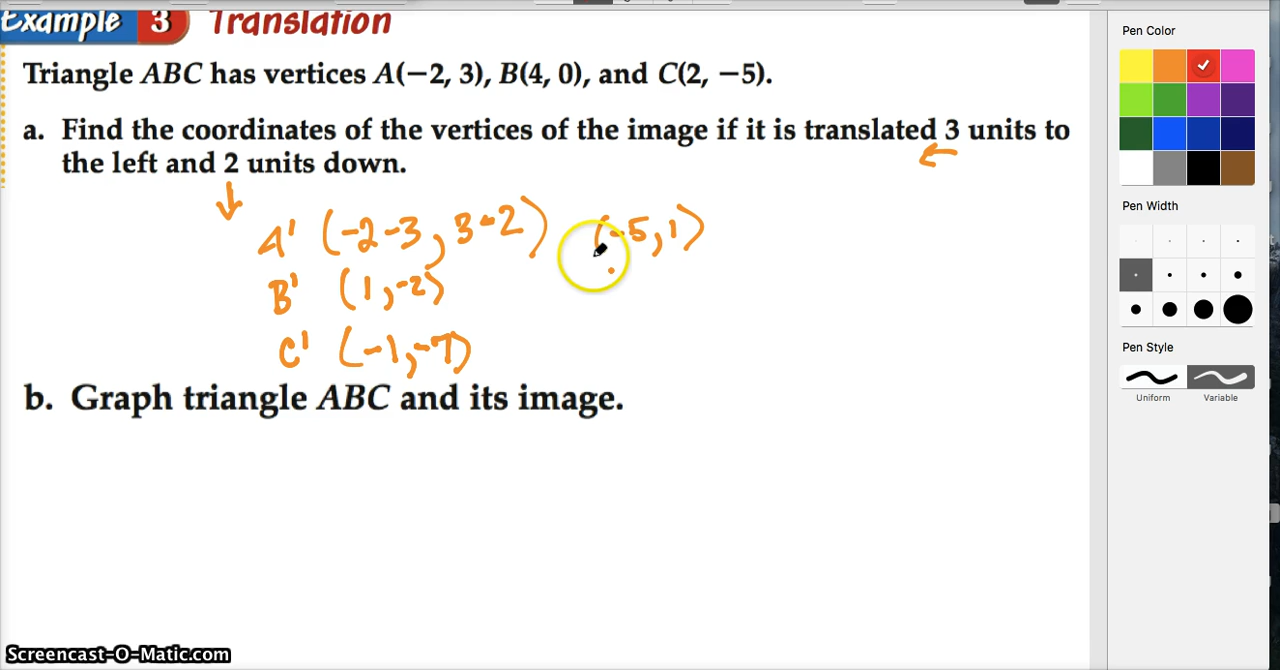 Example 3 Translation
Pen Color
Triangle ABC has vertices A(−2, 3), B(4, 0), and C(2, −5).
a. Find the coordinates of the vertices of the image if it is translated 3 units to
the left and 2 units down.
A' (-2-3, 3-2) (-5, 1)
B' (1, -2)
C' (-1, -7)
Pen Width
Pen Style
Uniform Variable
b. Graph triangle ABC and its image.
Screencast-O-Matic.com